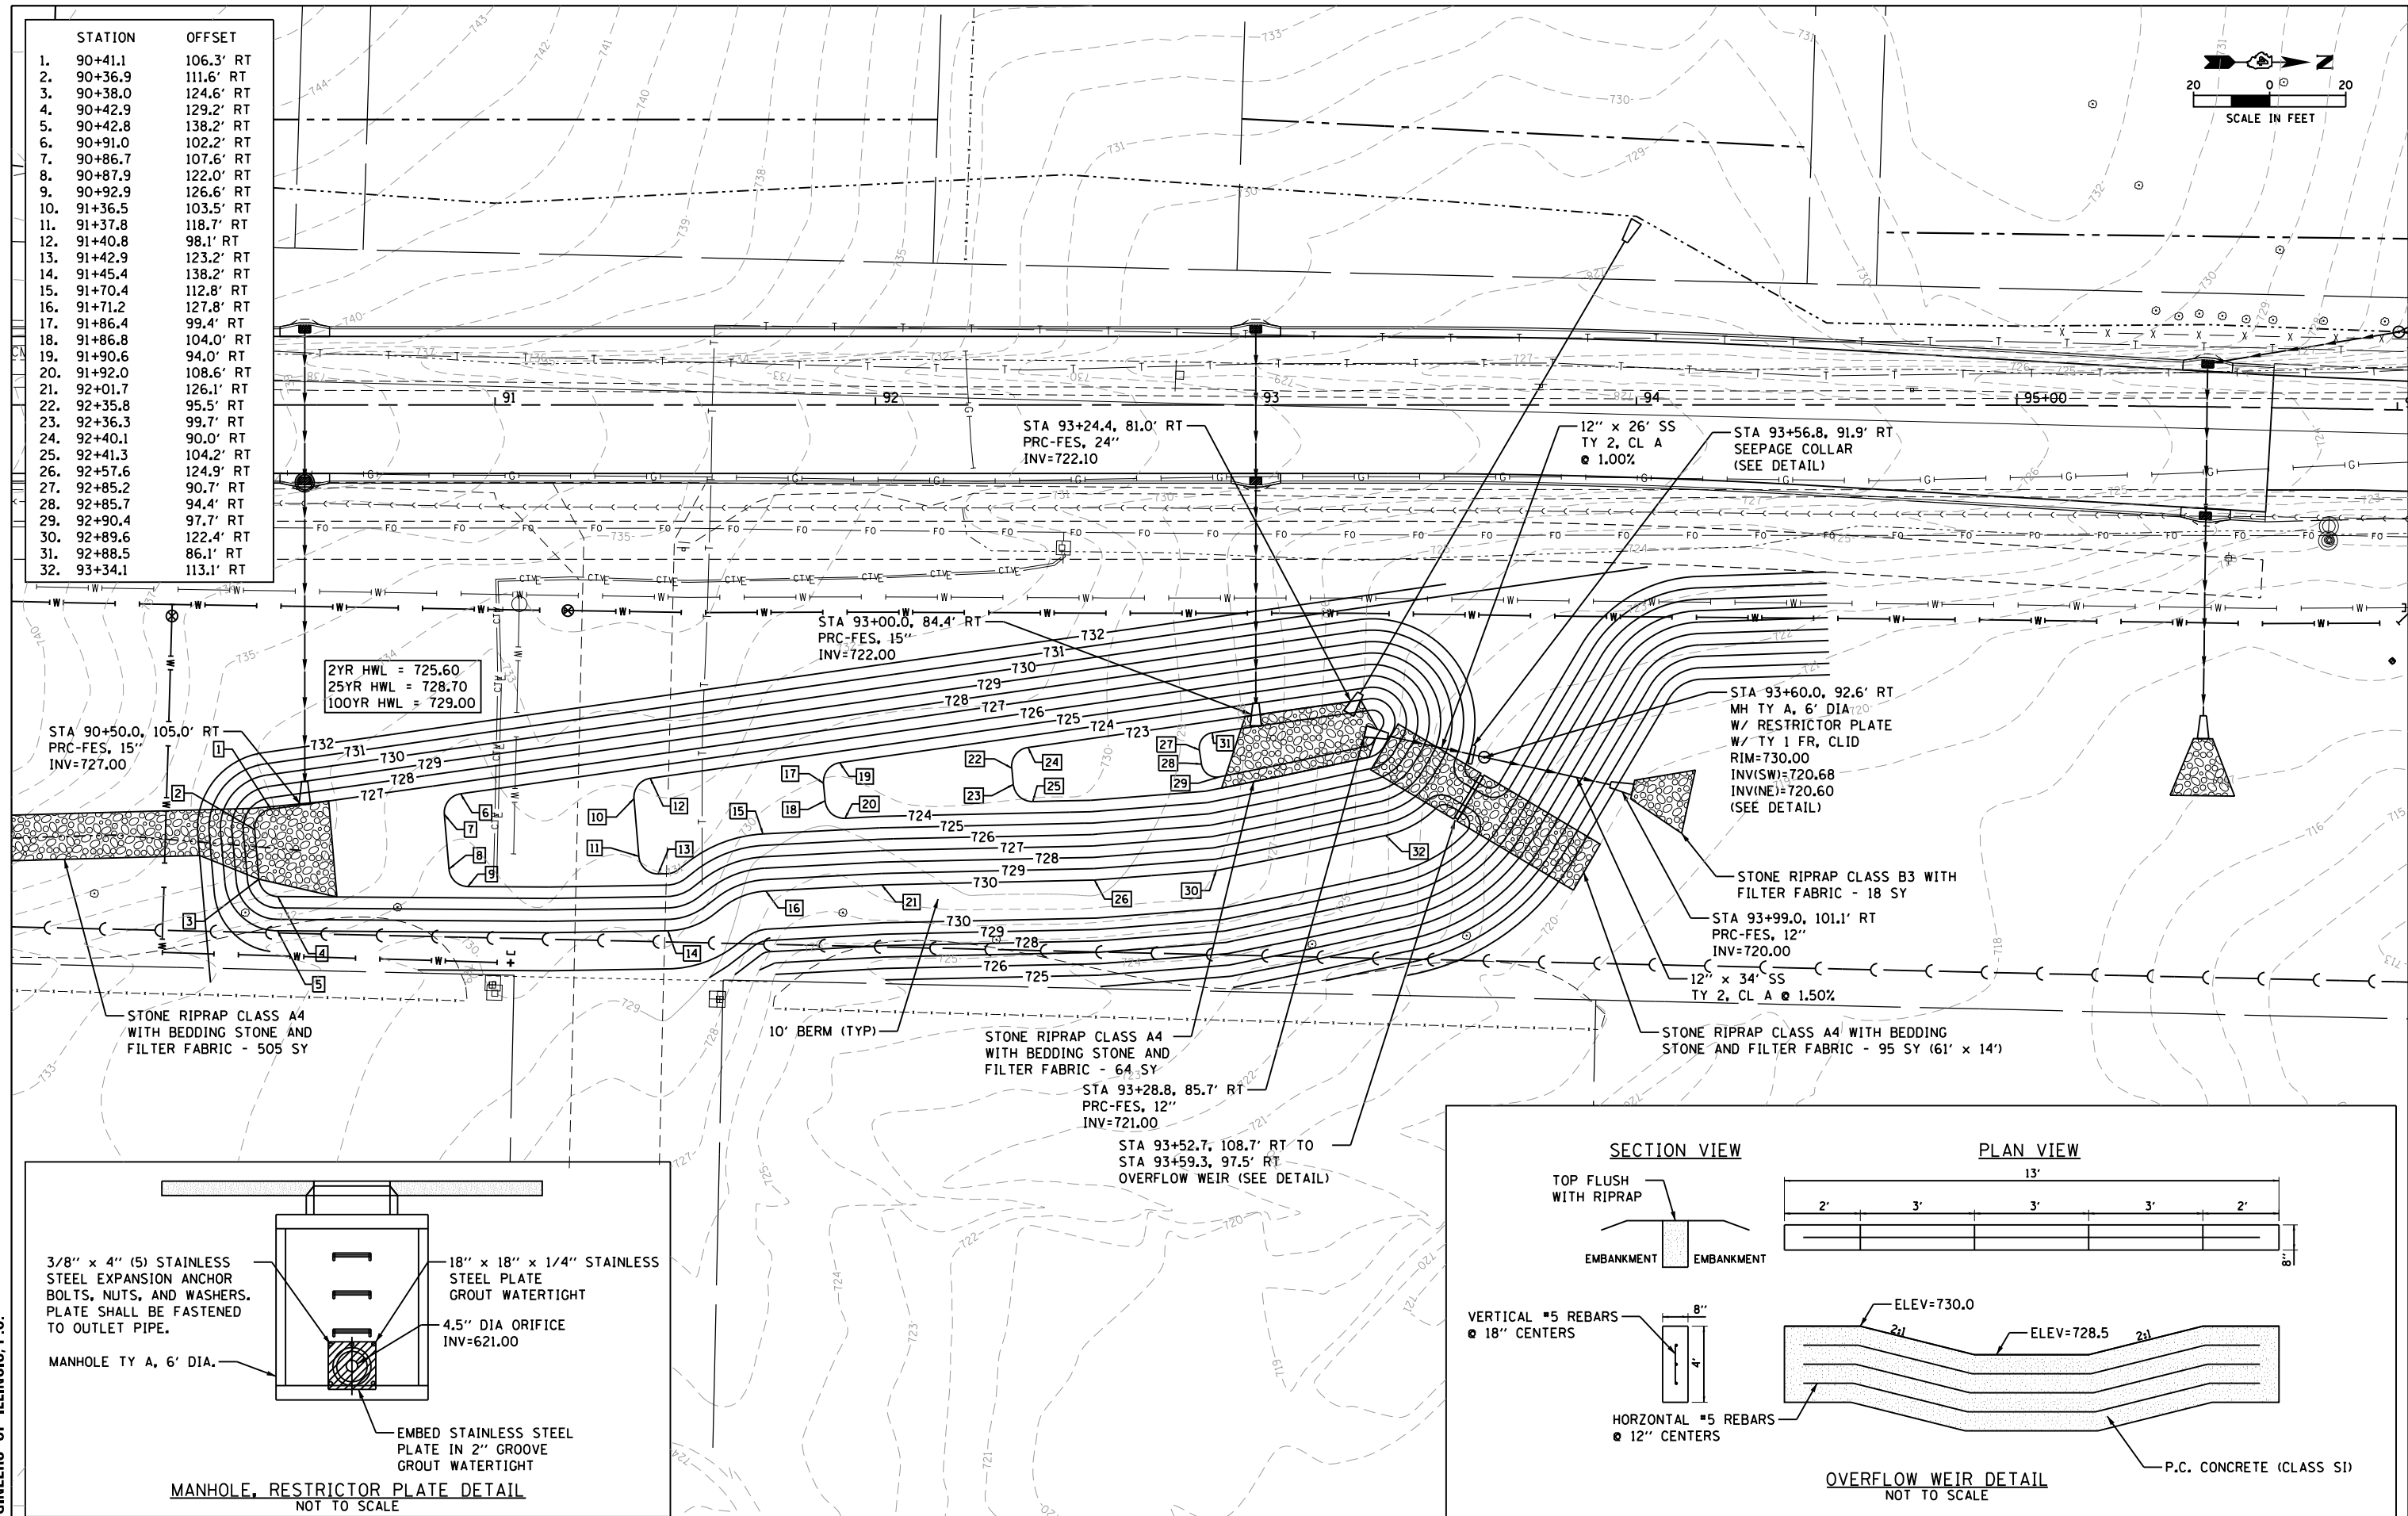 STATION OFFSET
1. 90+41.1 106.3' RT
2. 90+36.9 111.6' RT
3. 90+38.0 124.6' RT
4. 90+42.9 129.2' RT
5. 90+42.8 138.2' RT
6. 90+91.0 102.2' RT
7. 90+86.7 107.6' RT
8. 90+87.9 122.0' RT
9. 90+92.9 126.6' RT
10. 91+36.5 103.5' RT
11. 91+37.8 118.7' RT
12. 91+40.8 98.1' RT
13. 91+42.9 123.2' RT
14. 91+45.4 138.2' RT
15. 91+70.4 112.8' RT
16. 91+71.2 127.8' RT
17. 91+86.4 99.4' RT
18. 91+86.8 104.0' RT
19. 91+90.6 94.0' RT
20. 91+92.0 108.6' RT
21. 92+01.7 126.1' RT
22. 92+35.8 95.5' RT
23. 92+36.3 99.7' RT
24. 92+40.1 90.0' RT
25. 92+41.3 104.2' RT
26. 92+57.6 124.9' RT
27. 92+85.2 90.7' RT
28. 92+85.7 94.4' RT
29. 92+90.4 97.7' RT
30. 92+89.6 122.4' RT
31. 92+88.5 86.1' RT
32. 93+34.1 113.1' RT
N
20 0 20
SCALE IN FEET
91 92 93 94 95+00
STA 93+24.4, 81.0' RT
PRC-FES, 24"
INV=722.10
12" x 26' SS
TY 2, CL A
@ 1.00%
STA 93+56.8, 91.9' RT
SEEPAGE COLLAR
(SEE DETAIL)
STA 93+00.0, 84.4' RT
PRC-FES, 15"
INV=722.00
2YR HWL = 725.60
25YR HWL = 728.70
100YR HWL = 729.00
STA 90+50.0, 105.0' RT
PRC-FES, 15"
INV=727.00
STA 93+60.0, 92.6' RT
MH TY A, 6' DIA
W/ RESTRICTOR PLATE
W/ TY 1 FR, CLID
RIM=730.00
INV(SW)=720.68
INV(NE)=720.60
(SEE DETAIL)
732
731
730
729
728
727
726
725
724
723
732
731
730
729
728
727
724
725
726
727
728
729
730
730
729
728
726
725
STONE RIPRAP CLASS B3 WITH
FILTER FABRIC - 18 SY
STA 93+99.0, 101.1' RT
PRC-FES, 12"
INV=720.00
12" x 34' SS
TY 2, CL A @ 1.50%
STONE RIPRAP CLASS A4
WITH BEDDING STONE AND
FILTER FABRIC - 505 SY
10' BERM (TYP)
STONE RIPRAP CLASS A4
WITH BEDDING STONE AND
FILTER FABRIC - 64 SY
STONE RIPRAP CLASS A4 WITH BEDDING
STONE AND FILTER FABRIC - 95 SY (61' x 14')
STA 93+28.8, 85.7' RT
PRC-FES, 12"
INV=721.00
STA 93+52.7, 108.7' RT TO
STA 93+59.3, 97.5' RT
OVERFLOW WEIR (SEE DETAIL)
3/8" x 4" (5) STAINLESS
STEEL EXPANSION ANCHOR
BOLTS, NUTS, AND WASHERS.
PLATE SHALL BE FASTENED
TO OUTLET PIPE.
MANHOLE TY A, 6' DIA.
18" x 18" x 1/4" STAINLESS
STEEL PLATE
GROUT WATERTIGHT
4.5" DIA ORIFICE
INV=621.00
EMBED STAINLESS STEEL
PLATE IN 2" GROOVE
GROUT WATERTIGHT
MANHOLE, RESTRICTOR PLATE DETAIL
NOT TO SCALE
SECTION VIEW
PLAN VIEW
TOP FLUSH
WITH RIPRAP
EMBANKMENT EMBANKMENT
13'
2' 3' 3' 3' 2'
8"
VERTICAL #5 REBARS
@ 18" CENTERS
8"
4'
ELEV=730.0
2:1
ELEV=728.5
2:1
HORZONTAL #5 REBARS
@ 12" CENTERS
P.C. CONCRETE (CLASS SI)
OVERFLOW WEIR DETAIL
NOT TO SCALE